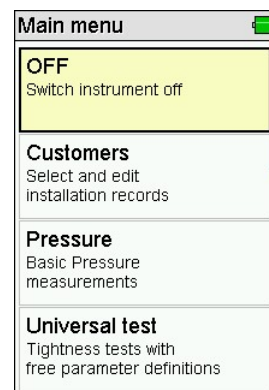 Main menu
OFF
Switch instrument off
Customers
Select and edit
installation records
Pressure
Basic Pressure
measurements
Universal test
Tightness tests with
free parameter definitions